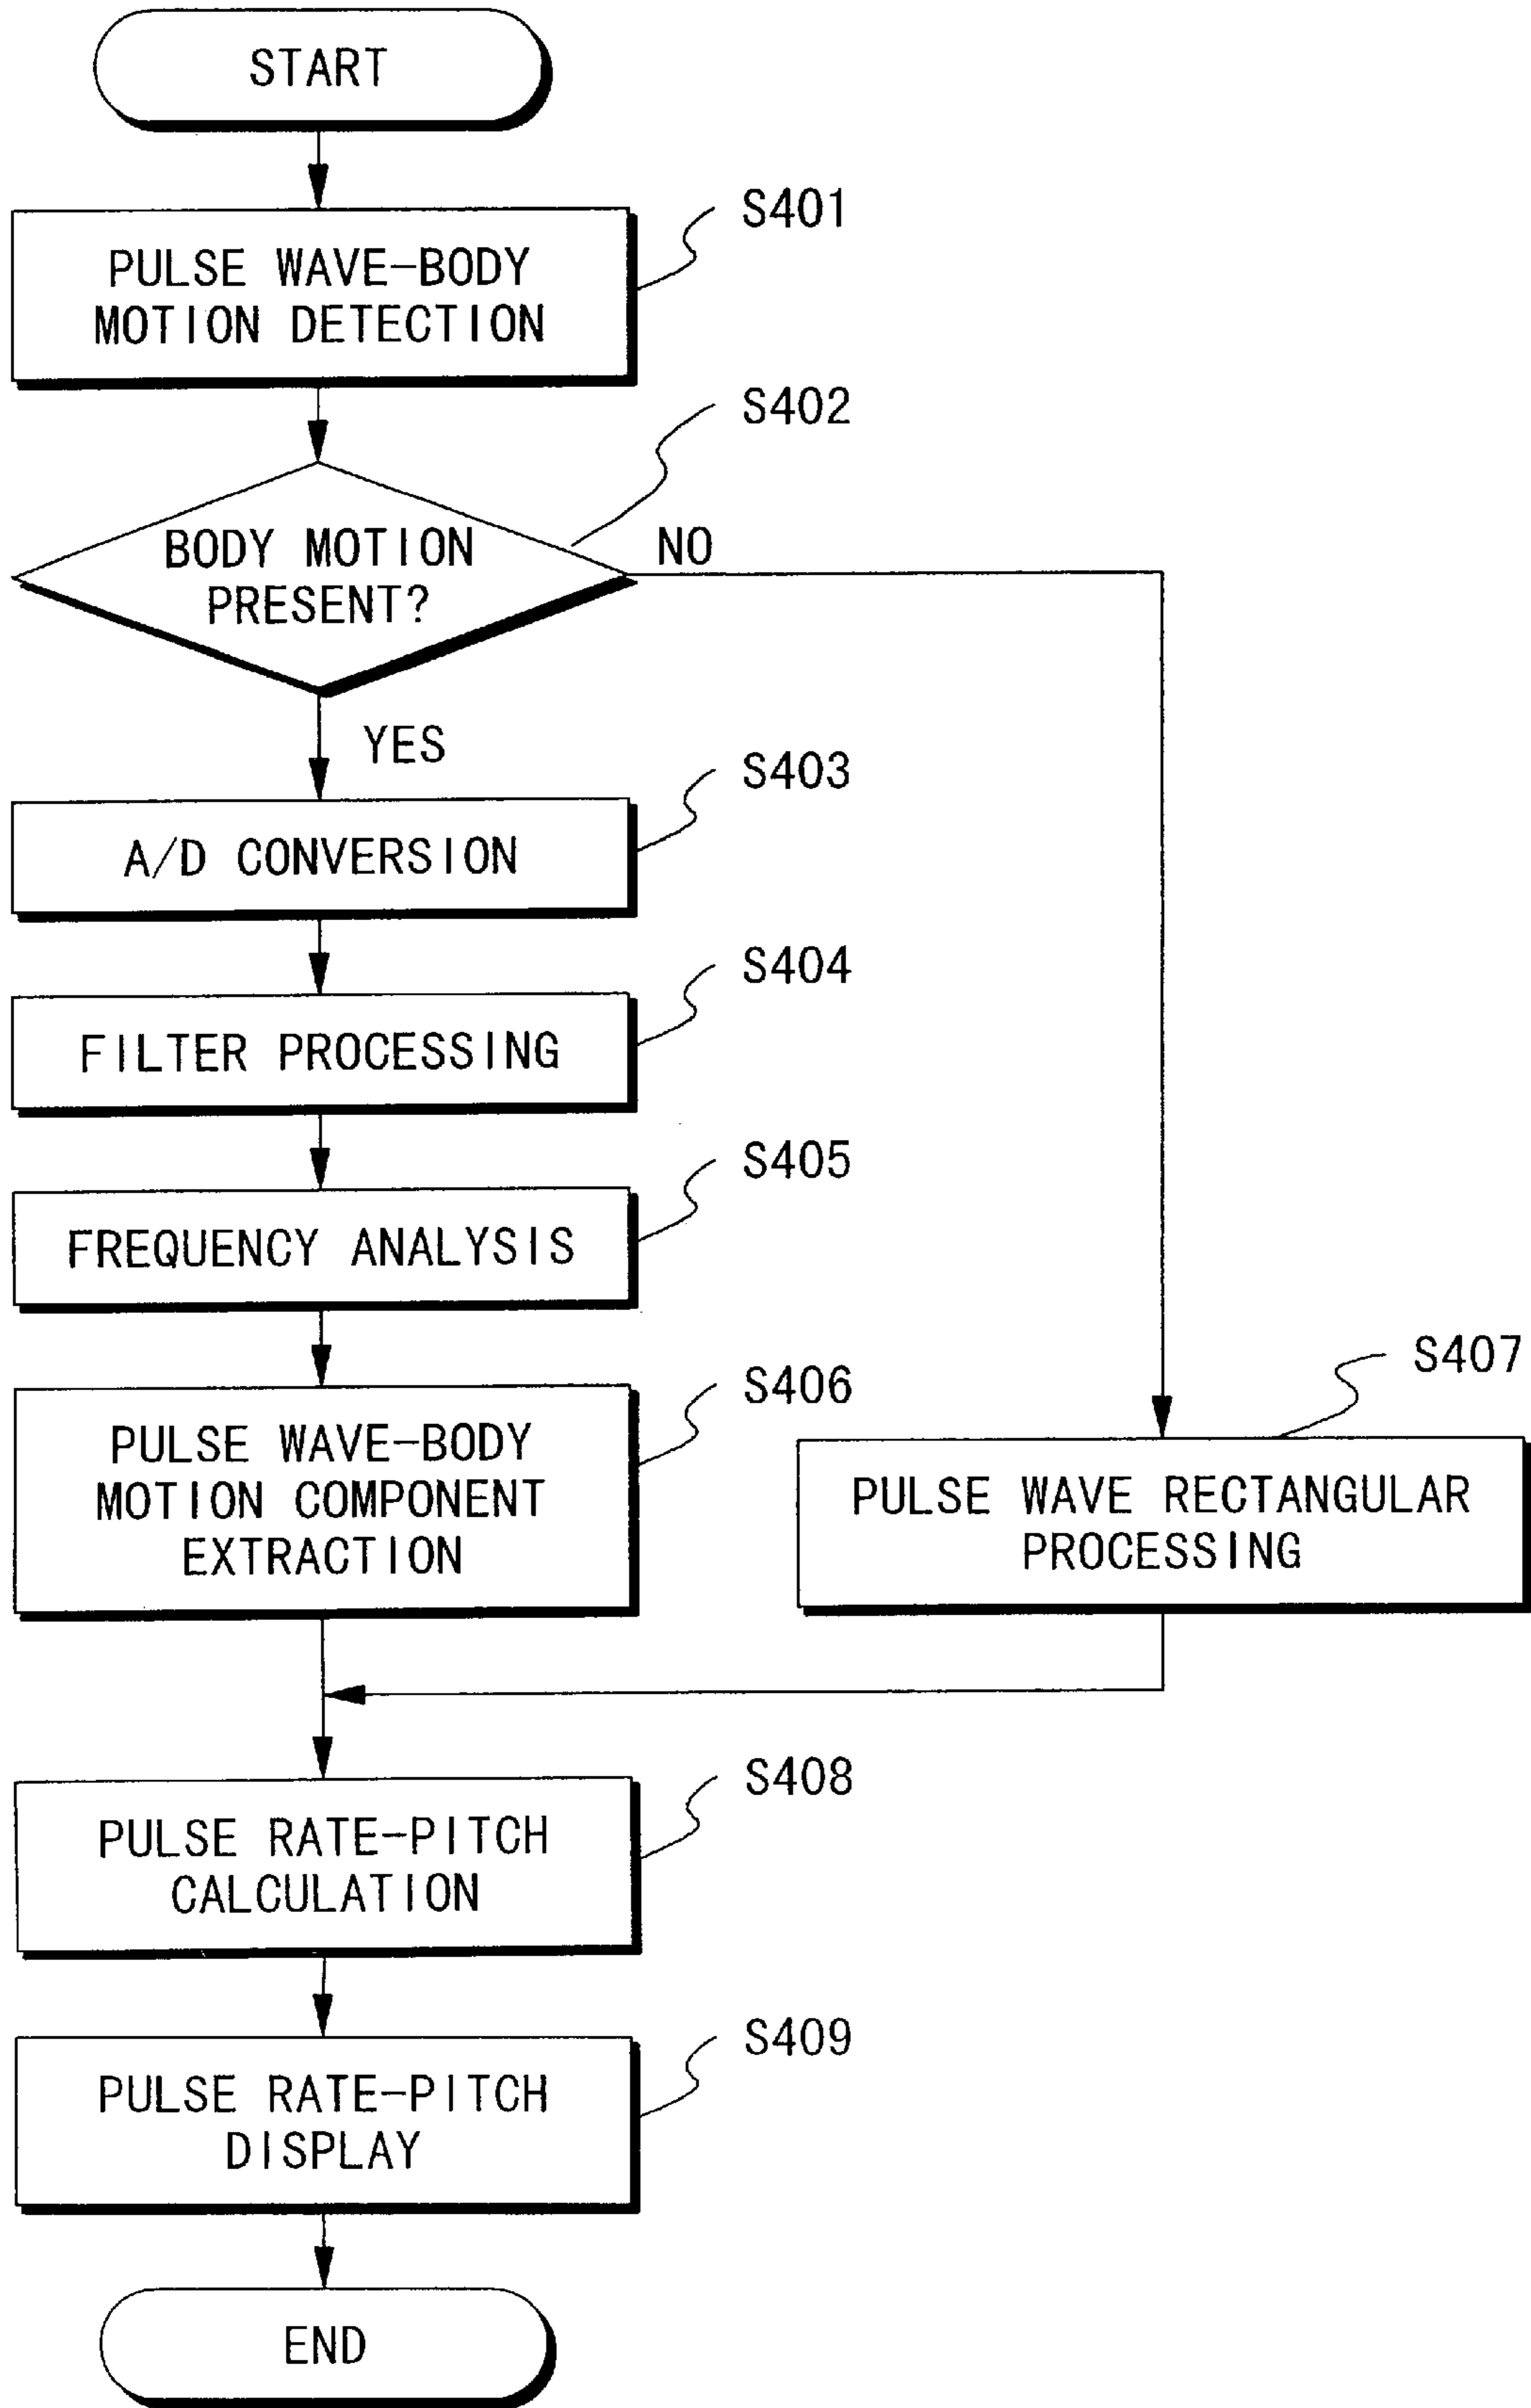 START
S401
PULSE WAVE-BODY
MOTION DETECTION
S402
BODY MOTION
PRESENT?
NO
YES
S403
A/D CONVERSION
S404
FILTER PROCESSING
S405
FREQUENCY ANALYSIS
S406
PULSE WAVE-BODY
MOTION COMPONENT
EXTRACTION
S407
PULSE WAVE RECTANGULAR
PROCESSING
S408
PULSE RATE-PITCH
CALCULATION
S409
PULSE RATE-PITCH
DISPLAY
END